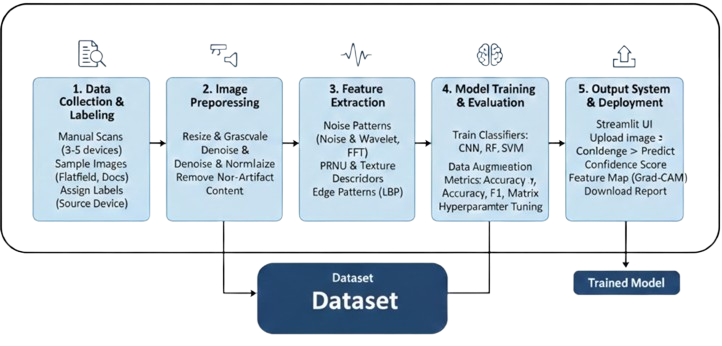 1. Data
Collection &
Labeling
Manual Scans
(3-5 devices)
Sample Images
(Flatfield, Docs)
Assign Labels
(Source Device)
2. Image
Preporessing
Resize & Grascvale
Denoise &
Denoise & Normlaize
Remove Nor-Artifact
Content
3. Feature
Extraction
Noise Patterns
(Noise & Wavelet,
FFT)
PRNU & Texture
Descridors
Edge Patterns (LBP)
4. Model Training
& Evaluation
Train Classifiers:
CNN, RF, SVM
Data Augmentation
Metrics: Accuracy
Accuracy, F1, Matrix
Hyperparamter Tuning
5. Output System
& Deployment
Streamlit UI
Upload image
Conldenge > Predict
Confidence Score
Feature Map (Grad-CAM)
Download Report
Dataset
Dataset
Trained Model